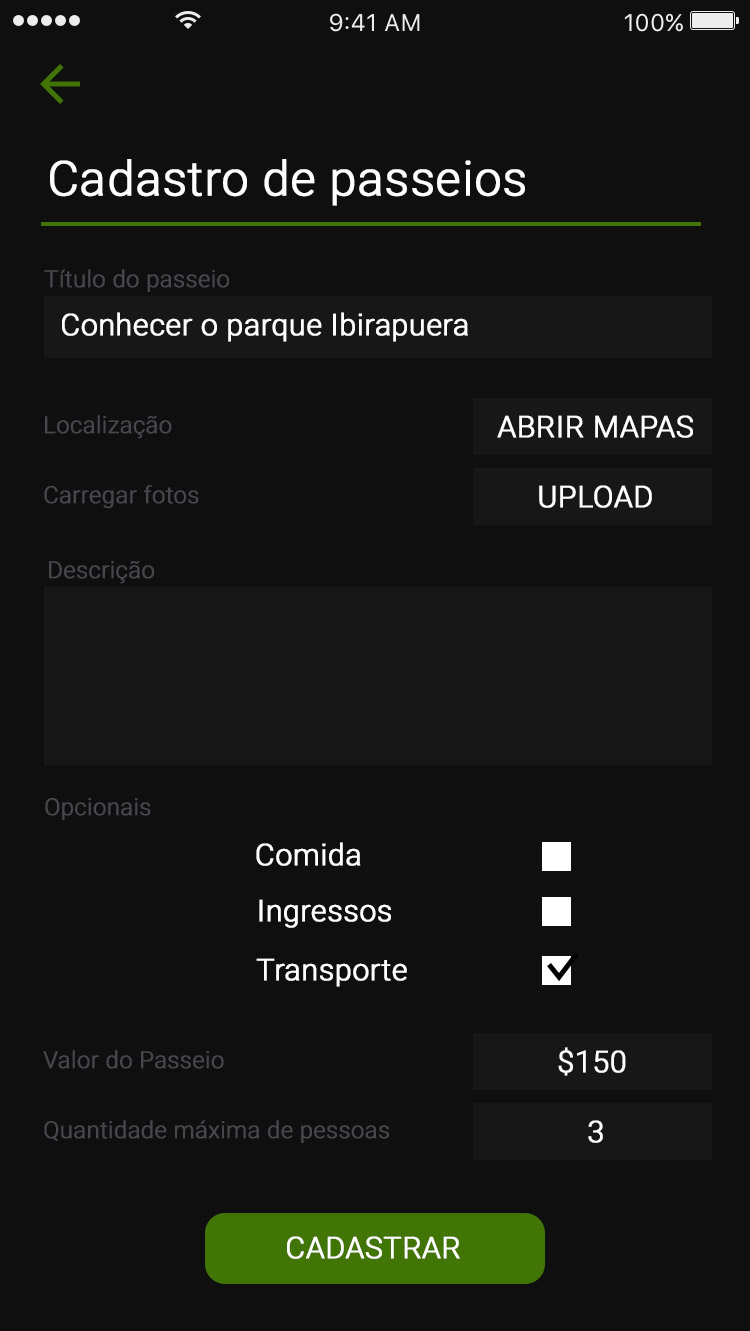 9:41 AM 100%
Cadastro de passeios
Título do passeio
Conhecer o parque Ibirapuera
Localização ABRIR MAPAS
Carregar fotos UPLOAD
Descrição
Opcionais
Comida
Ingressos
Transporte
Valor do Passeio $150
Quantidade máxima de pessoas 3
CADASTRAR